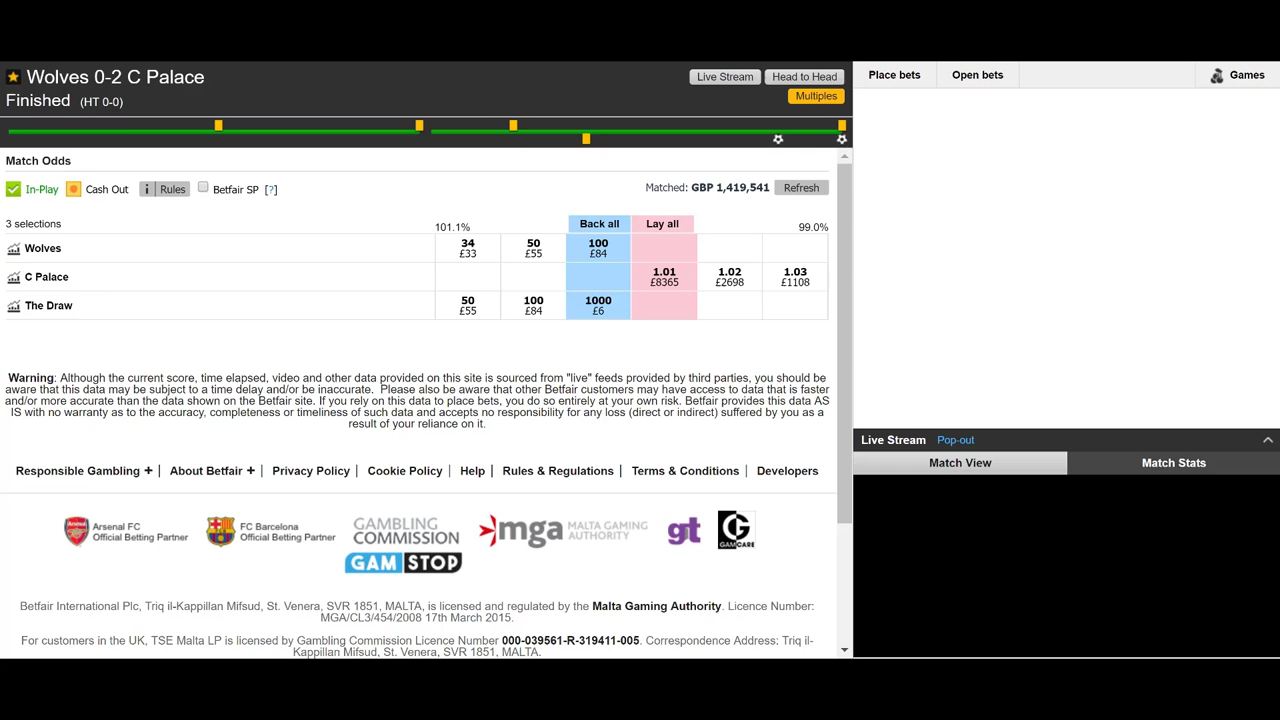 Wolves 0-2 C Palace
Live Stream
Head to Head
Finished (HT 0-0)
Multiples
Place bets
Open bets
Games
Match Odds
In-Play
Cash Out
i Rules
Betfair SP [?]
Matched: GBP 1,419,541
Refresh
3 selections
101.1%
Back all
Lay all
99.0%
Wolves
34
£33
50
£55
100
£84
C Palace
1.01
£8365
1.02
£2698
1.03
£1108
The Draw
50
£55
100
£84
1000
£6
Warning: Although the current score, time elapsed, video and other data provided on this site is sourced from "live" feeds provided by third parties, you should be
aware that this data may be subject to a time delay and/or be inaccurate. Please also be aware that other Betfair customers may have access to data that is faster
and/or more accurate than the data shown on the Betfair site. If you rely on this data to place bets, you do so entirely at your own risk. Betfair provides this data AS
IS with no warranty as to the accuracy, completeness or timeliness of such data and accepts no responsibility for any loss (direct or indirect) suffered by you as a
result of your reliance on it.
Live Stream Pop-out
Match View
Match Stats
Responsible Gambling + | About Betfair + | Privacy Policy | Cookie Policy | Help | Rules & Regulations | Terms & Conditions | Developers
Arsenal FC
Official Betting Partner
FC Barcelona
Official Betting Partner
GAMBLING
COMMISSION
GAMSTOP
mga MALTA GAMING
AUTHORITY
gt
G
GAMCARE
Betfair International Plc, Triq il-Kappillan Mifsud, St. Venera, SVR 1851, MALTA, is licensed and regulated by the Malta Gaming Authority. Licence Number:
MGA/CL3/454/2008 17th March 2015.
For customers in the UK, TSE Malta LP is licensed by Gambling Commission Licence Number 000-039561-R-319411-005. Correspondence Address: Triq il-
Kappillan Mifsud, St. Venera, SVR 1851, MALTA.